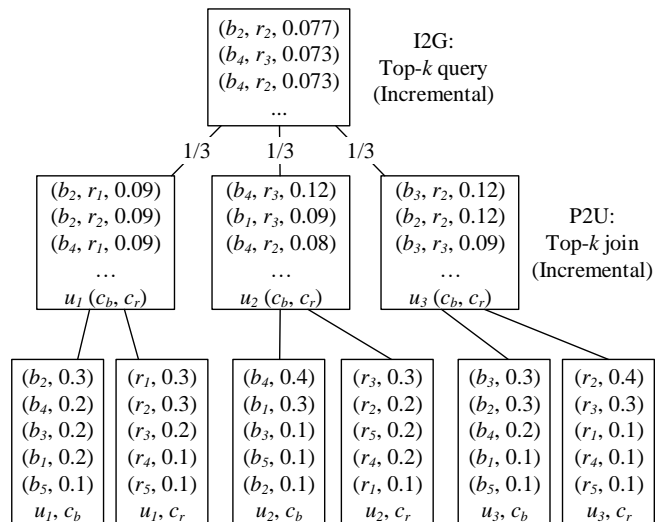 (b2, r2, 0.077)
(b4, r3, 0.073)
(b4, r2, 0.073)
...
I2G:
Top-k query
(Incremental)
1/3
1/3
1/3
(b2, r1, 0.09)
(b2, r2, 0.09)
(b4, r1, 0.09)
...
u1 (cb, cr)
(b4, r3, 0.12)
(b1, r3, 0.09)
(b4, r2, 0.08)
...
u2 (cb, cr)
(b3, r2, 0.12)
(b2, r2, 0.12)
(b3, r3, 0.09)
...
u3 (cb, cr)
P2U:
Top-k join
(Incremental)
(b2, 0.3)
(b4, 0.2)
(b3, 0.2)
(b1, 0.2)
(b5, 0.1)
u1, cb
(r1, 0.3)
(r2, 0.3)
(r3, 0.2)
(r4, 0.1)
(r5, 0.1)
u1, cr
(b4, 0.4)
(b1, 0.3)
(b3, 0.1)
(b5, 0.1)
(b2, 0.1)
u2, cb
(r3, 0.3)
(r2, 0.2)
(r5, 0.2)
(r4, 0.2)
(r1, 0.1)
u2, cr
(b3, 0.3)
(b2, 0.3)
(b4, 0.2)
(b1, 0.1)
(b5, 0.1)
u3, cb
(r2, 0.4)
(r3, 0.3)
(r1, 0.1)
(r4, 0.1)
(r5, 0.1)
u3, cr